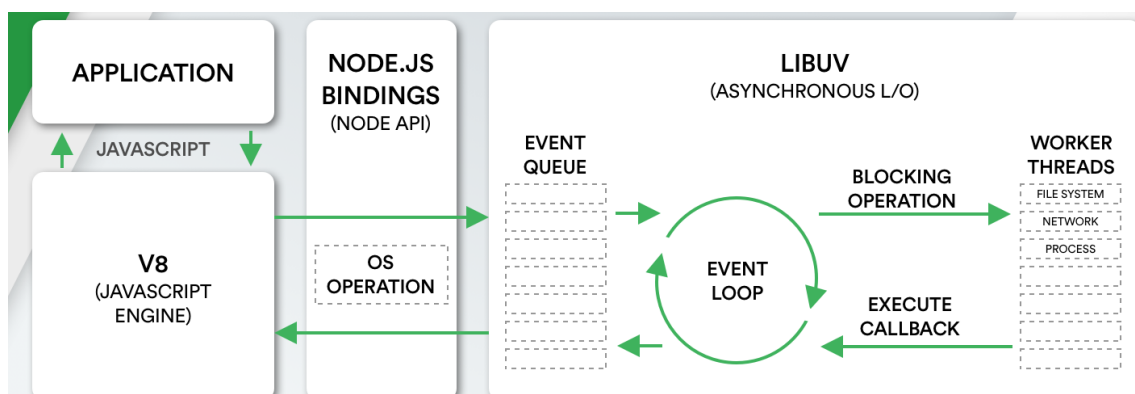 APPLICATION
JAVASCRIPT
V8
(JAVASCRIPT
ENGINE)
NODE.JS
BINDINGS
(NODE API)
OS
OPERATION
LIBUV
(ASYNCHRONOUS L/O)
EVENT
QUEUE
EVENT
LOOP
BLOCKING
OPERATION
EXECUTE
CALLBACK
WORKER
THREADS
FILE SYSTEM
NETWORK
PROCESS